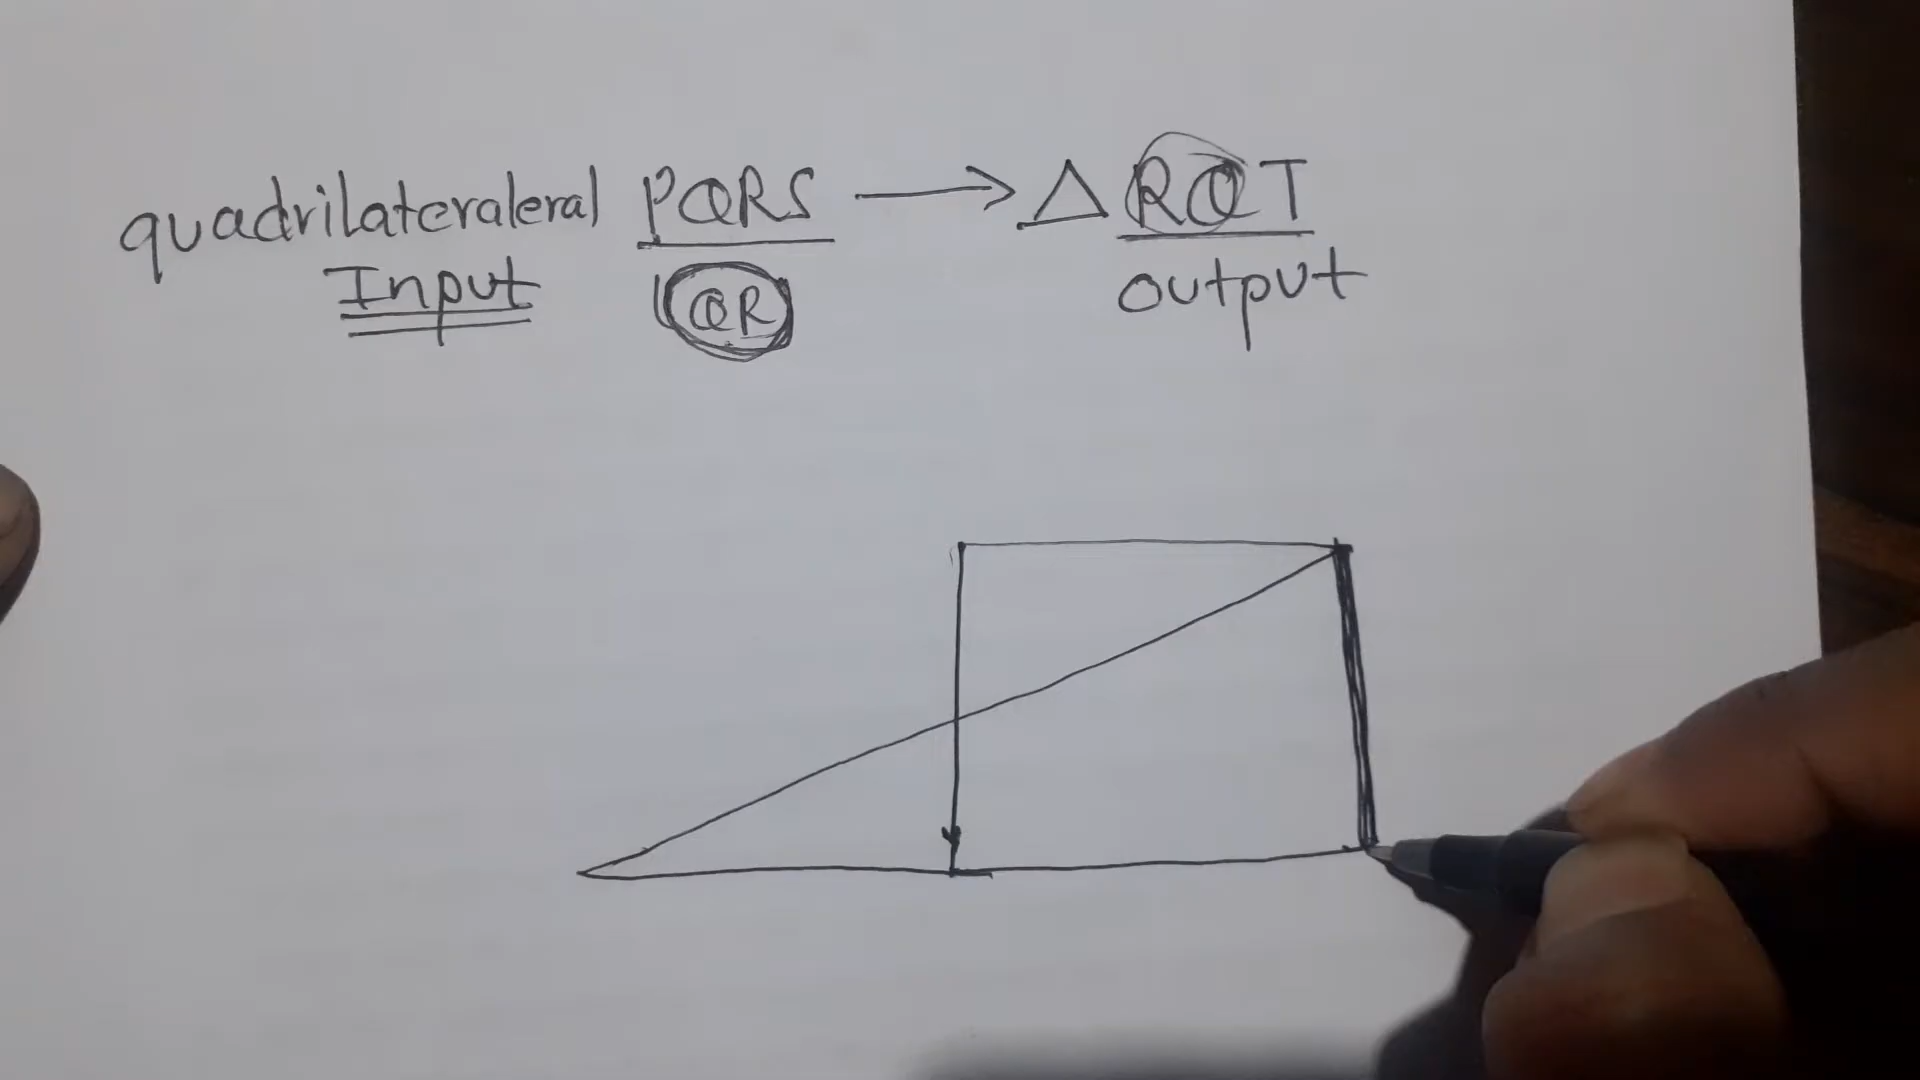 quadrilateraleral PQRS → △ RQT
Input QR output